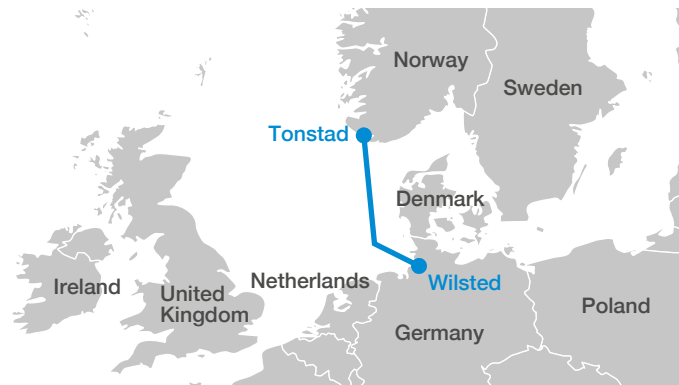 Norway
Sweden
Tonstad
Denmark
Ireland
United
Kingdom
Netherlands
Wilsted
Poland
Germany